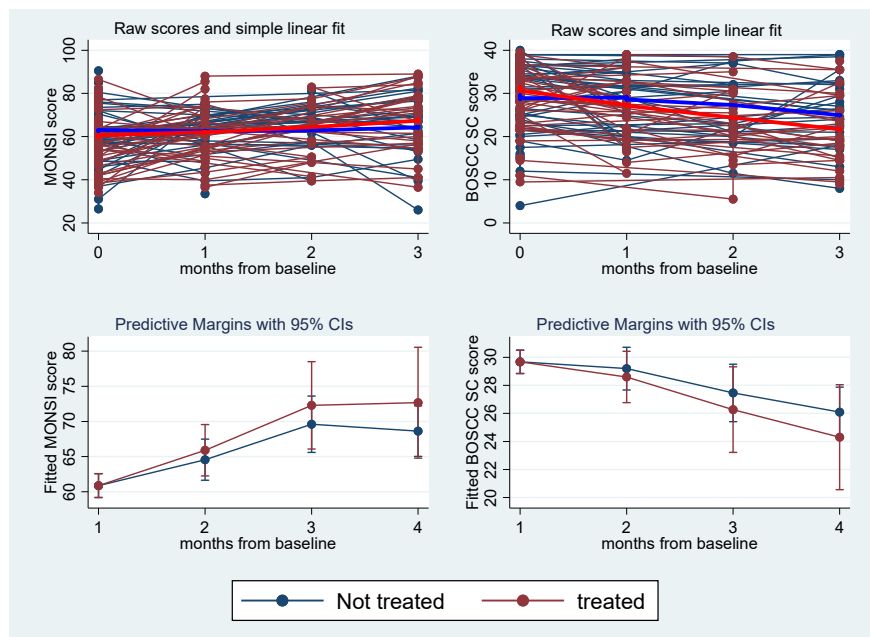 Raw scores and simple linear fit
MONSI score
100
80
60
40
20
0 1 2 3
months from baseline
Raw scores and simple linear fit
BOSCC SC score
40
30
20
10
0
0 1 2 3
months from baseline
Predictive Margins with 95% CIs
Fitted MONSI score
80
75
70
65
60
1 2 3 4
months from baseline
Predictive Margins with 95% CIs
Fitted BOSCC SC score
30
28
26
24
22
20
1 2 3 4
months from baseline
Not treated treated